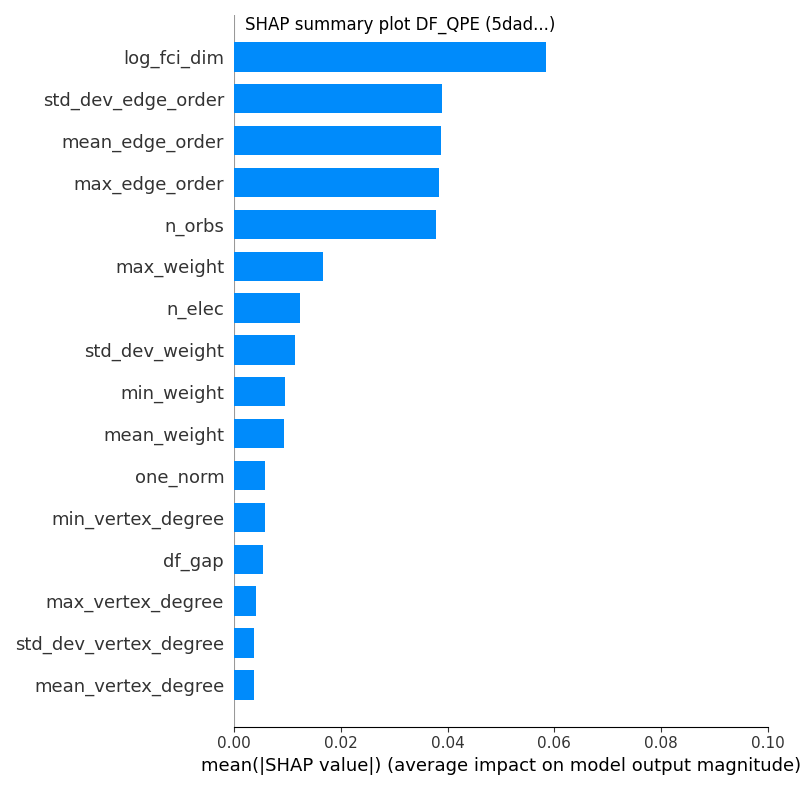 SHAP summary plot DF_QPE (5dad...)
log_fci_dim
std_dev_edge_order
mean_edge_order
max_edge_order
n_orbs
max_weight
n_elec
std_dev_weight
min_weight
mean_weight
one_norm
min_vertex_degree
df_gap
max_vertex_degree
std_dev_vertex_degree
mean_vertex_degree
0.00 0.02 0.04 0.06 0.08 0.10
mean(|SHAP value|) (average impact on model output magnitude)